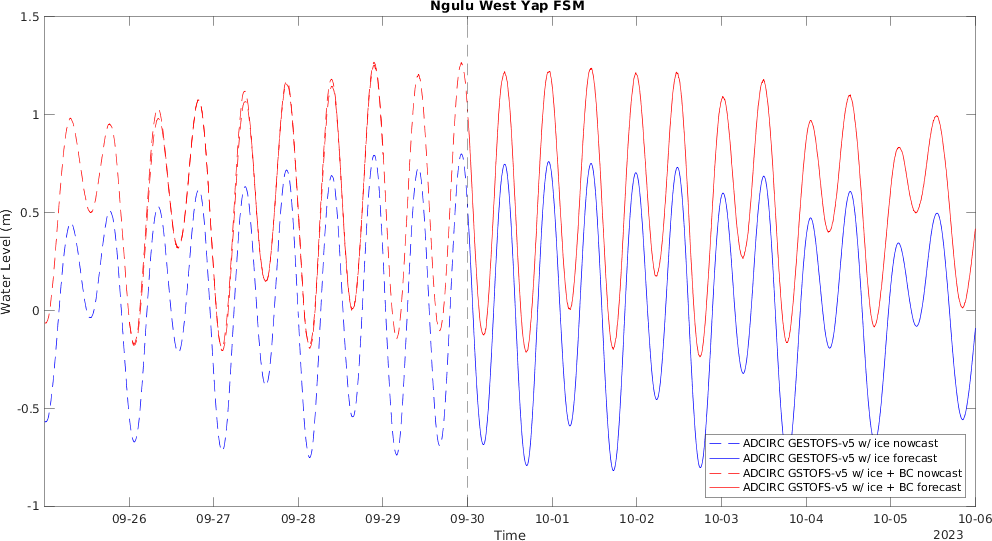 Ngulu West Yap FSM
1.5
1
0.5
0
-0.5
-1
Water Level (m)
ADCIRC GESTOFS-v5 w/ ice nowcast
ADCIRC GESTOFS-v5 w/ ice forecast
ADCIRC GSTOFS-v5 w/ ice + BC nowcast
ADCIRC GSTOFS-v5 w/ ice + BC forecast
09-26 09-27 09-28 09-29 09-30 10-01 10-02 10-03 10-04 10-05 10-06
Time
2023